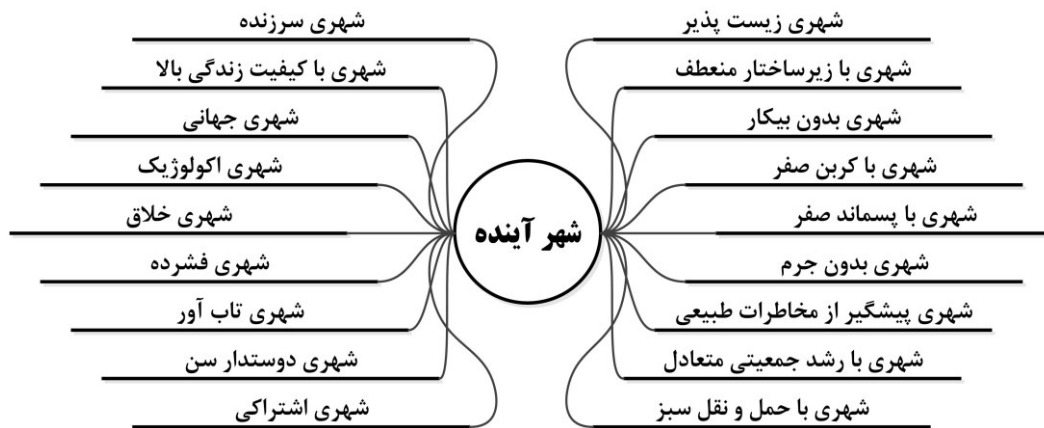 شهری زیست پذیر
شهری با زیرساختار منعطف
شهری بدون بیکار
شهری با کربن صفر
شهری با پسماند صفر
شهری بدون جرم
شهری پیشگیر از مخاطرات طبیعی
شهری با رشد جمعیتی متعادل
شهری با حمل و نقل سبز
شهر آینده
شهری سرزنده
شهری با کیفیت زندگی بالا
شهری جهانی
شهری اکولوژیک
شهری خلاق
شهری فشرده
شهری تاب آور
شهری دوستدار سن
شهری اشتراکی